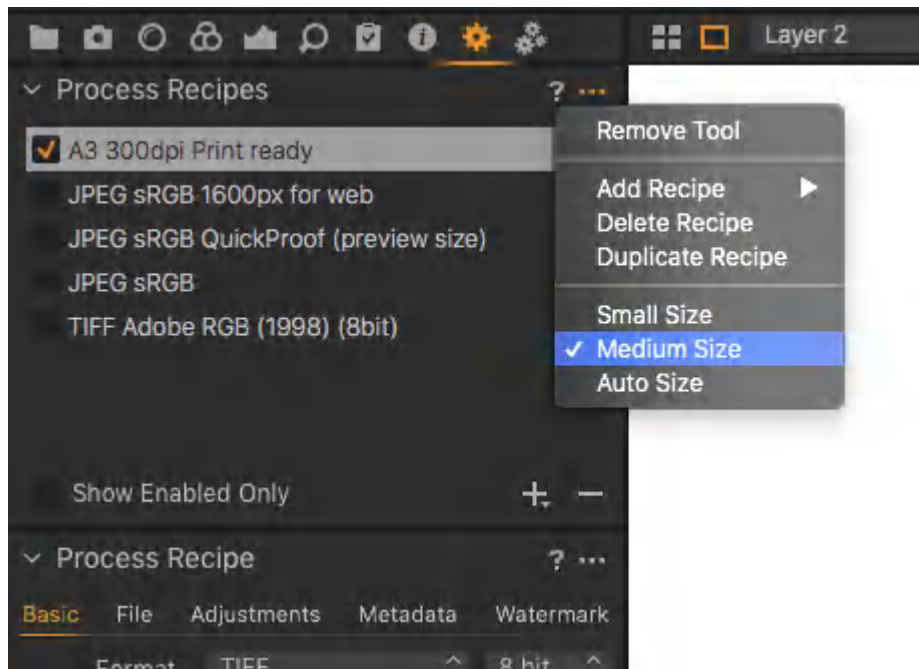 Layer 2
Process Recipes ? ...
A3 300dpi Print ready
JPEG sRGB 1600px for web
JPEG sRGB QuickProof (preview size)
JPEG sRGB
TIFF Adobe RGB (1998) (8bit)
Remove Tool
Add Recipe
Delete Recipe
Duplicate Recipe
Small Size
Medium Size
Auto Size
Show Enabled Only
Process Recipe ? ...
Basic File Adjustments Metadata Watermark
Format TIFF 8 bit